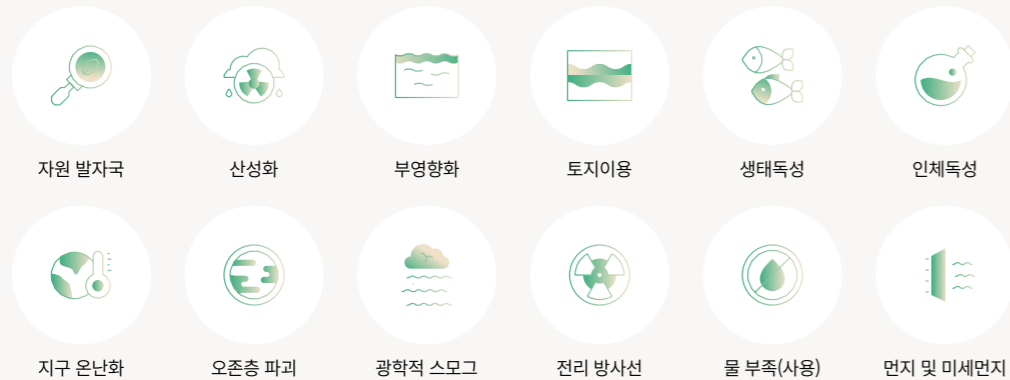 자원 발자국
산성화
부영향화
토지이용
생태독성
인체독성
지구 온난화
오존층 파괴
광학적 스모그
전리 방사선
물 부족(사용)
먼지 및 미세먼지